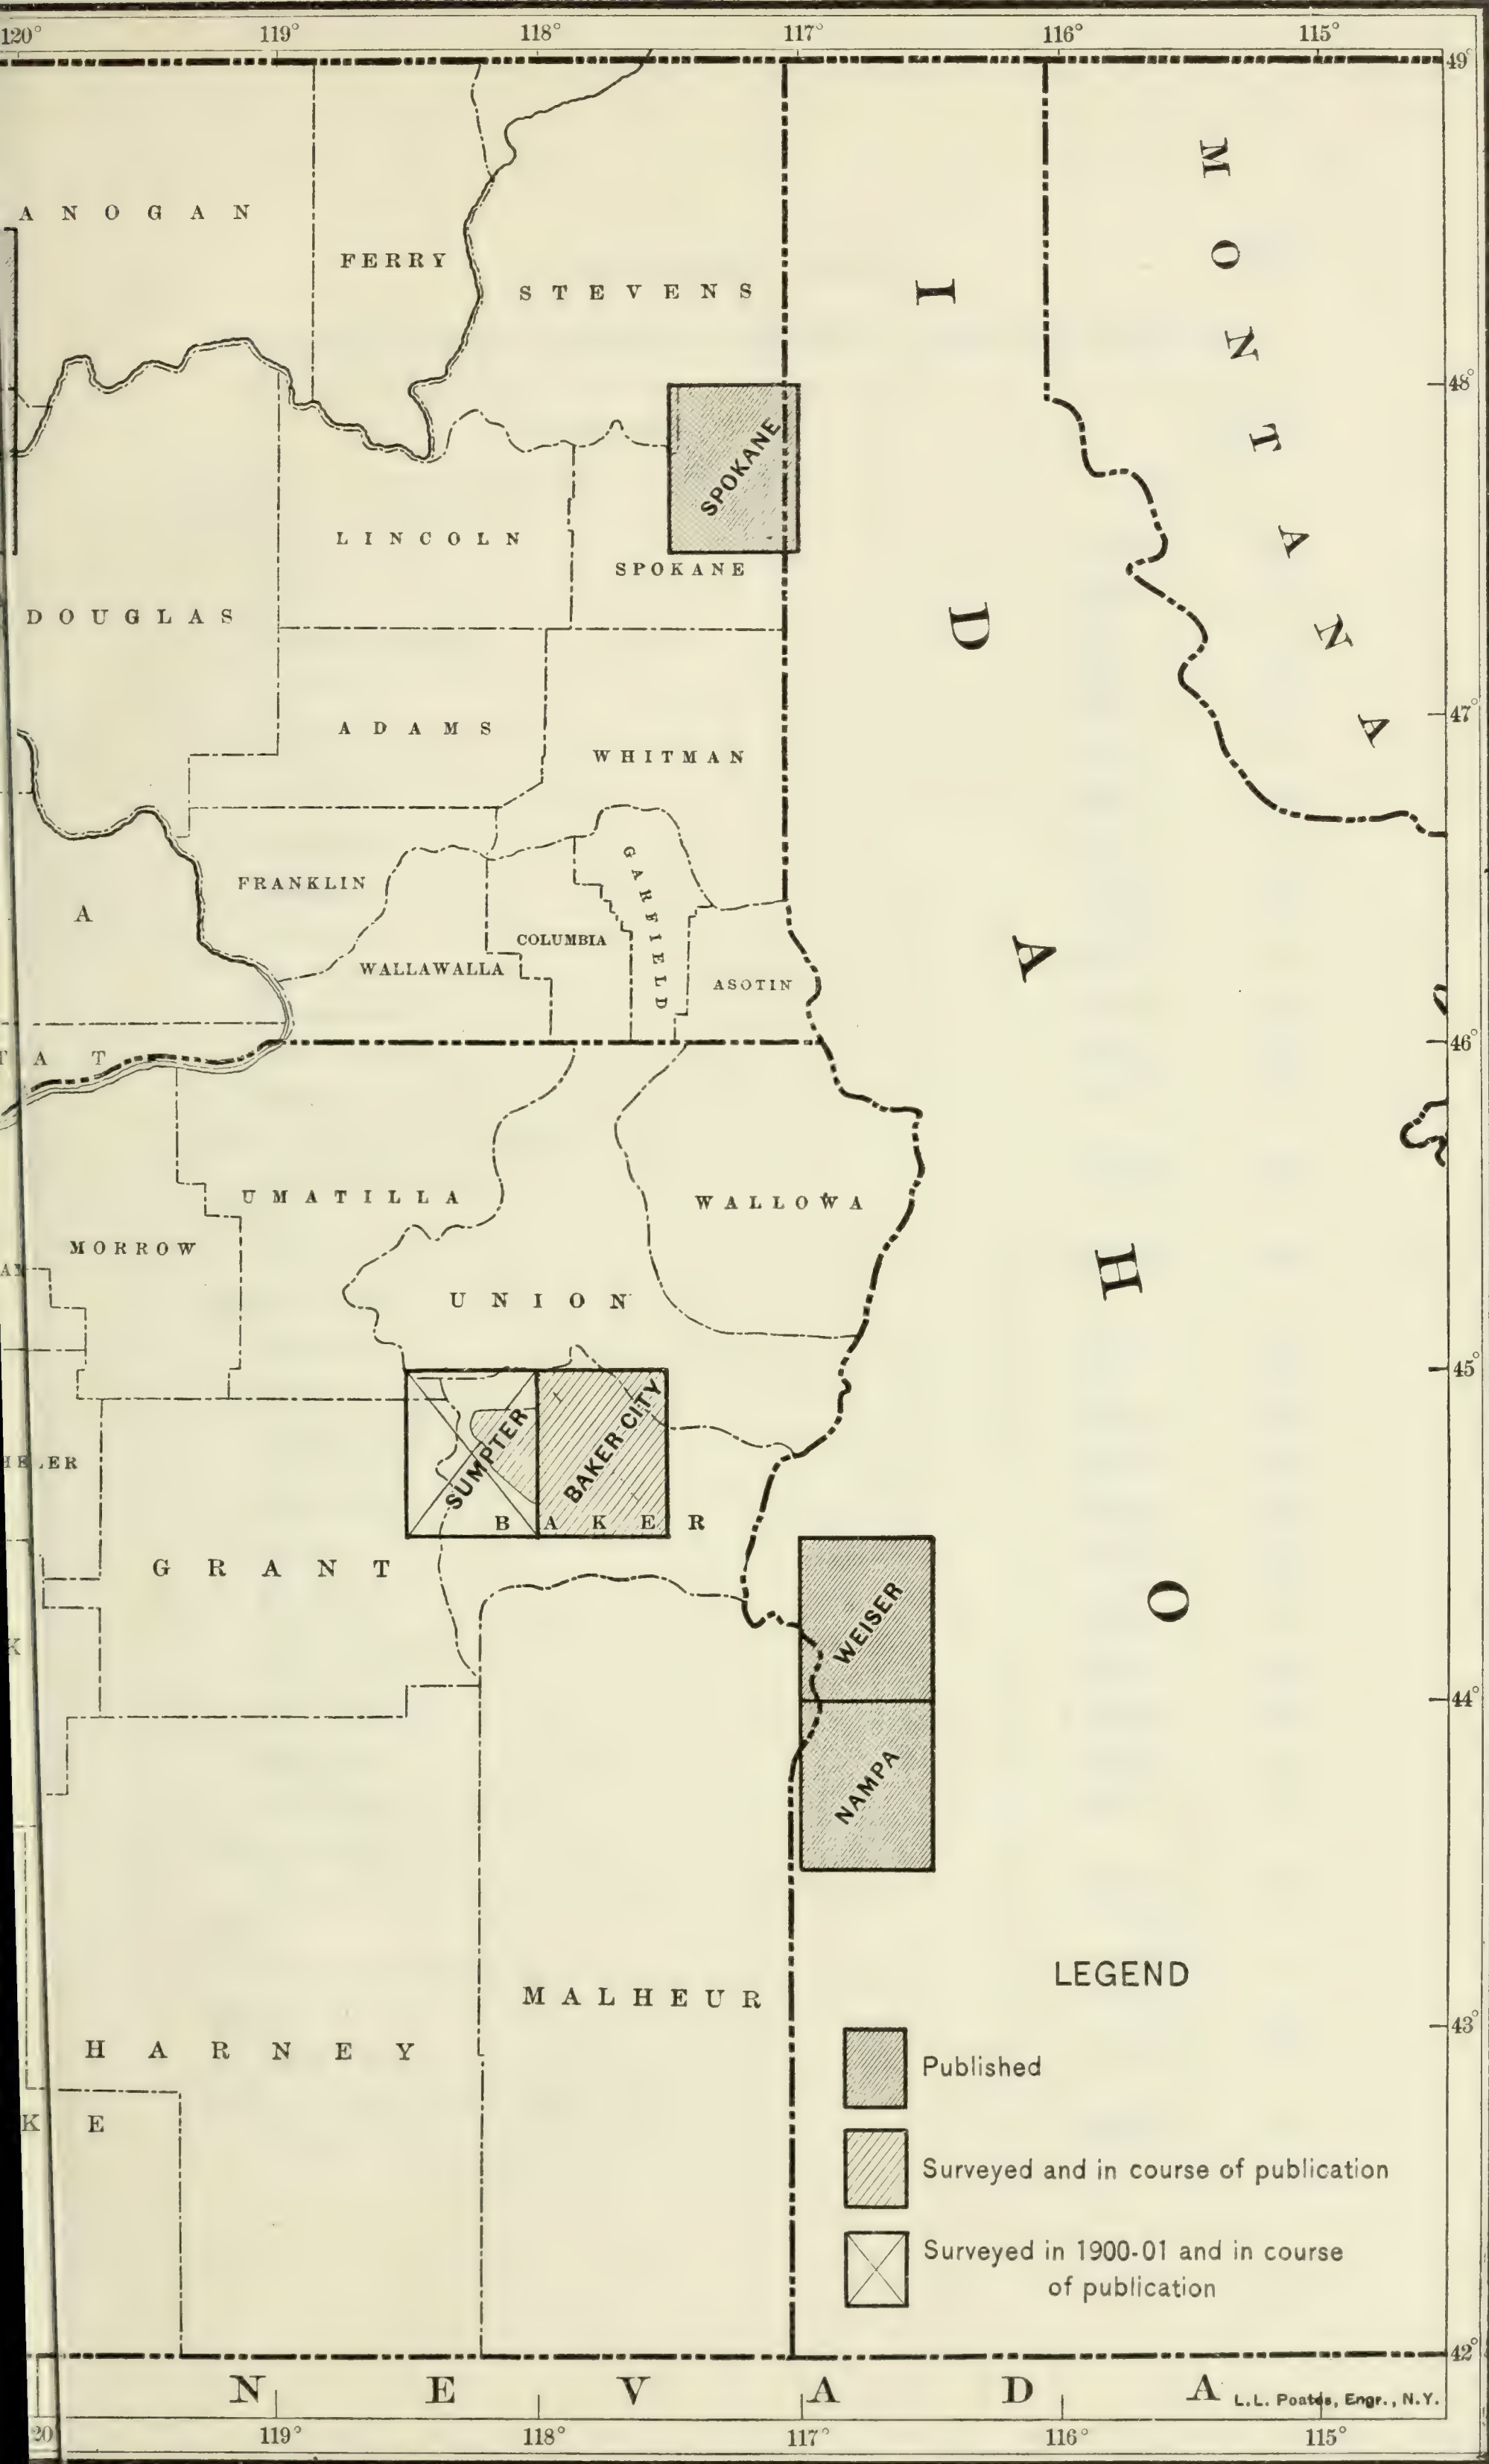 120° 119° 118° 117° 116° 115°
49°
MONTANA
ANOGAN
FERRY
STEVENS
IDAHO
48°
SPOKANE
LINCOLN
SPOKANE
DOUGLAS
47°
ADAMS
WHITMAN
GARFIELD
FRANKLIN
A
COLUMBIA
WALLAWALLA
ASOTIN
46°
TAT
UMATILLA
WALLOWA
MORROW
UNION
45°
SUMPTER
BAKER CITY
BAKER
GRANT
WEISER
44°
NAMPA
LEGEND
MALHEUR
43°
HARNEY
Published
K E
Surveyed and in course of publication
Surveyed in 1900-01 and in course
of publication
42°
NEVADA
L.L. Poates, Engr., N.Y.
20 119° 118° 117° 116° 115°